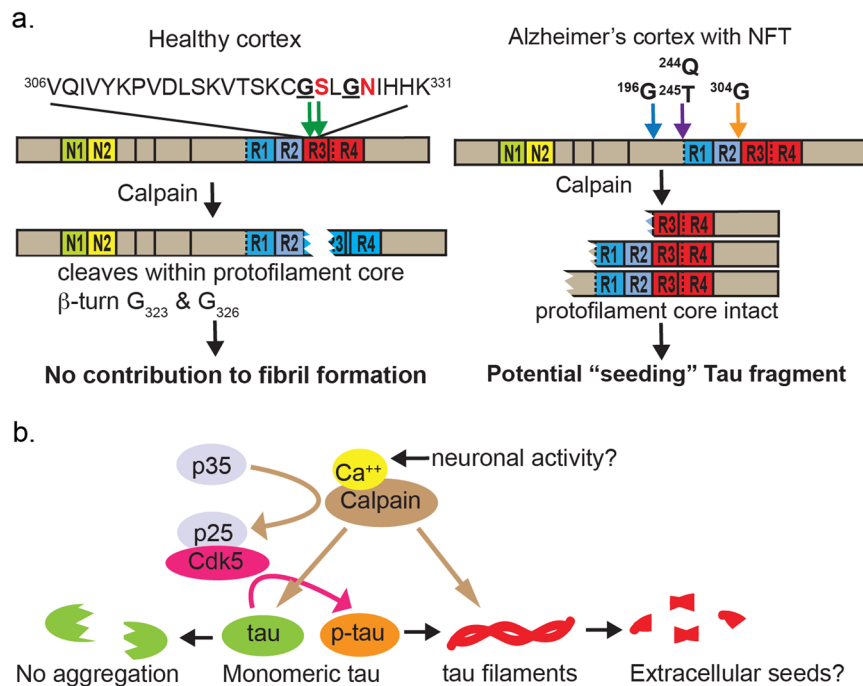 a.
Healthy cortex
³⁰⁶VQIVYKPVDLSKVTSKCGSLGNIHHK³³¹
N1 N2 R1 R2 R3 R4
Calpain
N1 N2 R1 R2 3 R4
cleaves within protofilament core
β-turn G₃₂₃ & G₃₂₆
No contribution to fibril formation
Alzheimer's cortex with NFT
²⁴⁴Q
¹⁹⁶G ²⁴⁵T ³⁰⁴G
N1 N2 R1 R2 R3 R4
Calpain
R3 R4
R1 R2 R3 R4
R1 R2 R3 R4
protofilament core intact
Potential “seeding” Tau fragment
b.
p35
Ca⁺⁺
neuronal activity?
Calpain
p25
Cdk5
tau
p-tau
No aggregation Monomeric tau tau filaments Extracellular seeds?